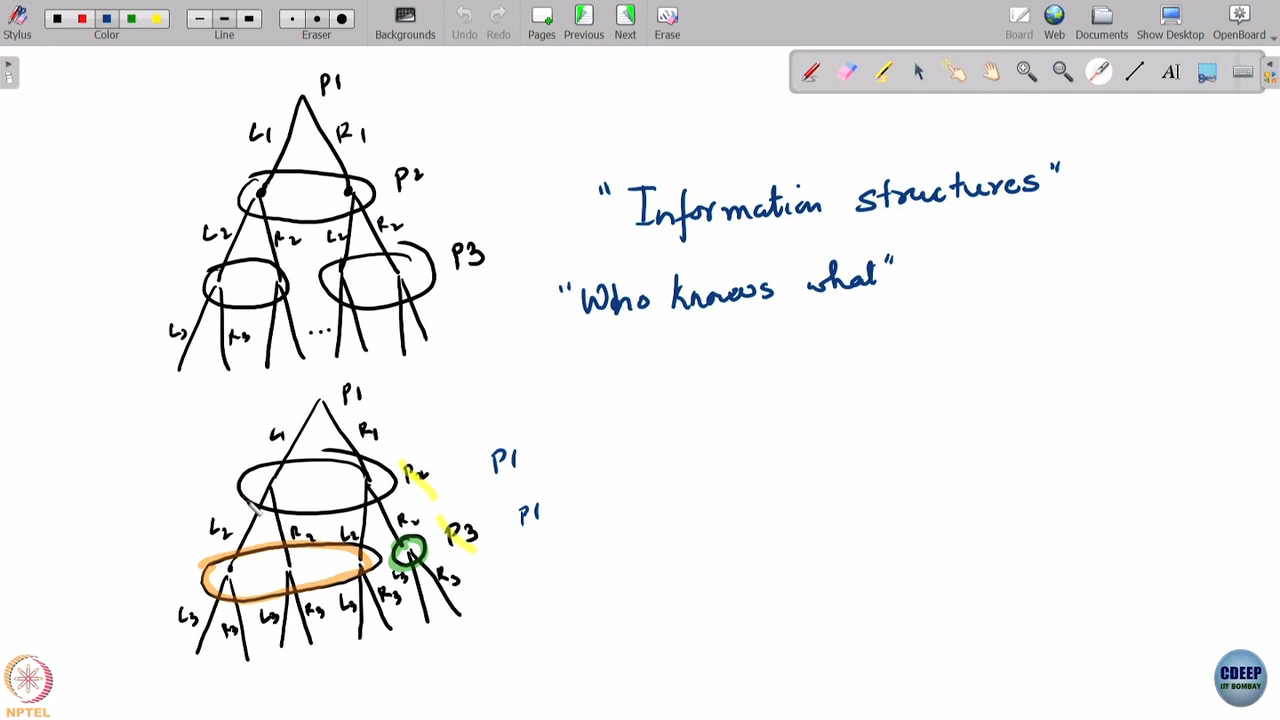 Stylus
Color
Line
Eraser
Backgrounds
Undo
Redo
Pages
Previous
Next
Erase
Board
Web
Documents
Show Desktop
OpenBoard
P1
L1 R1
P2
L2 R2 L2 R2
P3
L3 R3 ...
"Information structures"
"Who knows what"
P1
L1 R1
P2
L2 R2 L2 R2
P3
L3 R3 L3 R3 L3 R3 L3 R3
P1
P1
NPTEL
CDEEP
IIT BOMBAY